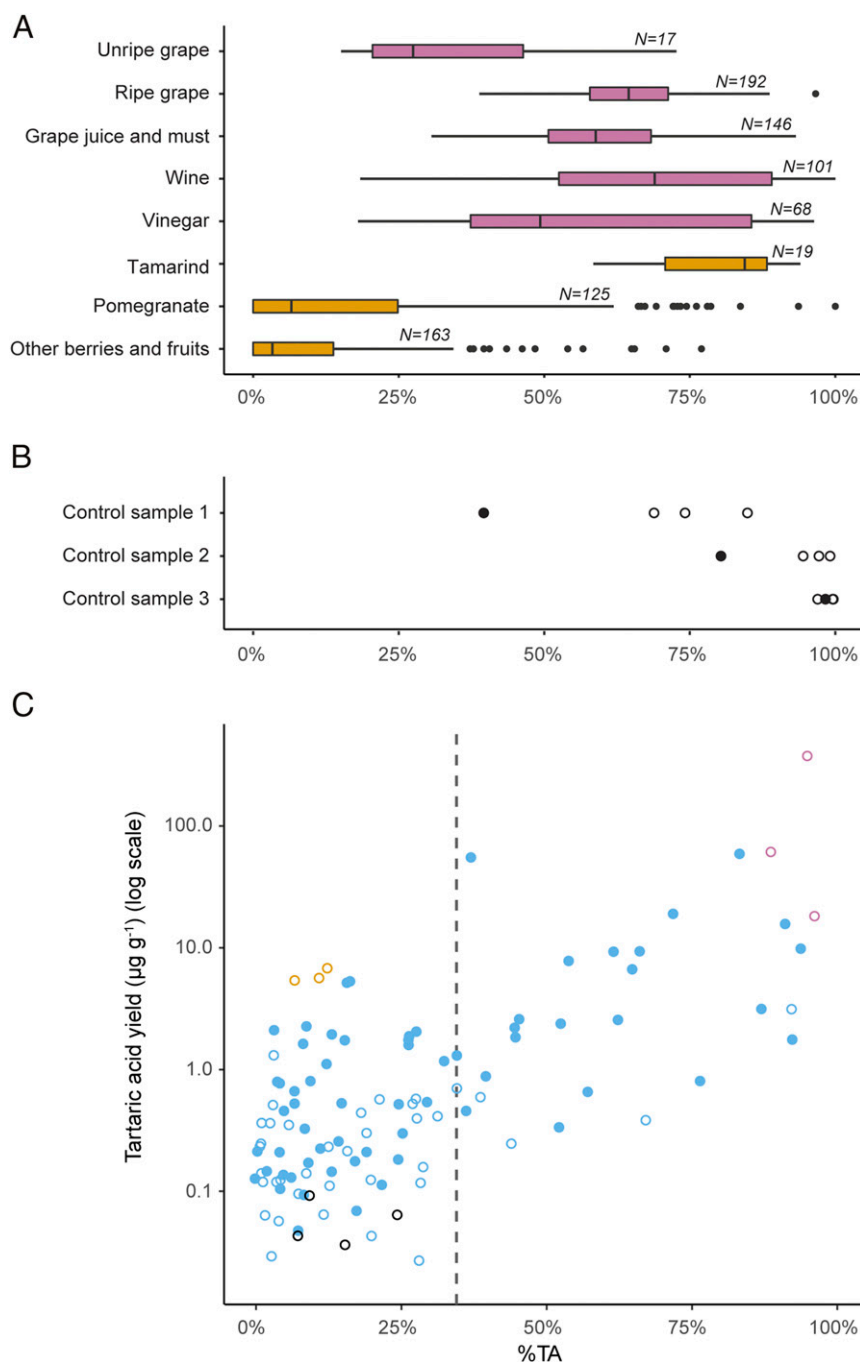 A
Unripe grape
N=17
Ripe grape
N=192
Grape juice and must
N=146
Wine
N=101
Vinegar
N=68
Tamarind
N=19
Pomegranate
N=125
Other berries and fruits
N=163
0% 25% 50% 75% 100%
B
Control sample 1
Control sample 2
Control sample 3
0% 25% 50% 75% 100%
C
Tartaric acid yield (µg g⁻¹) (log scale)
100.0
10.0
1.0
0.1
0% 25% 50% 75% 100%
%TA